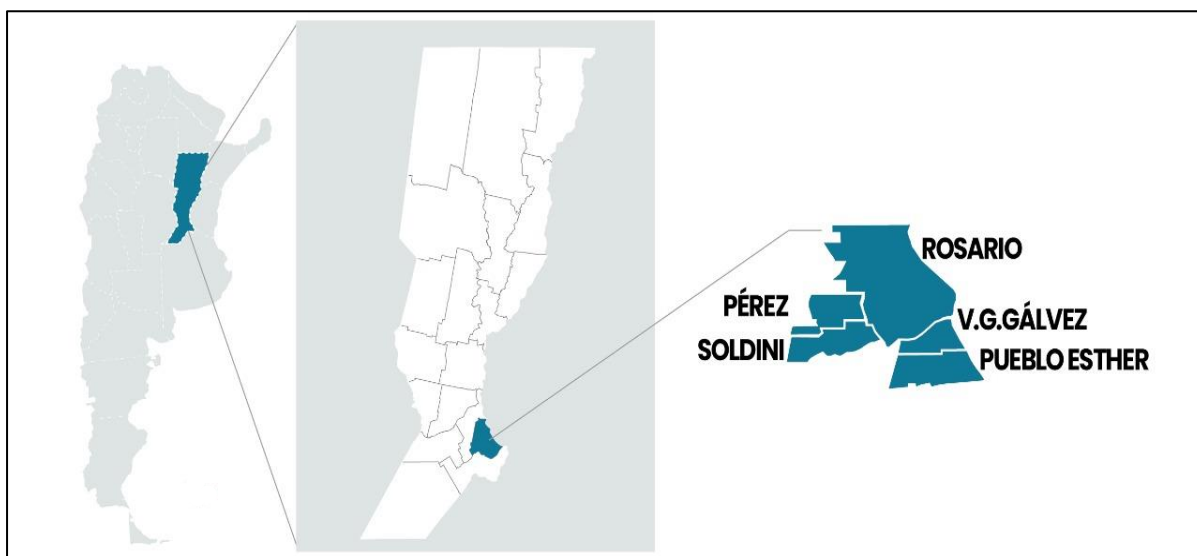 ROSARIO
PÉREZ
V.G.GÁLVEZ
SOLDINI
PUEBLO ESTHER